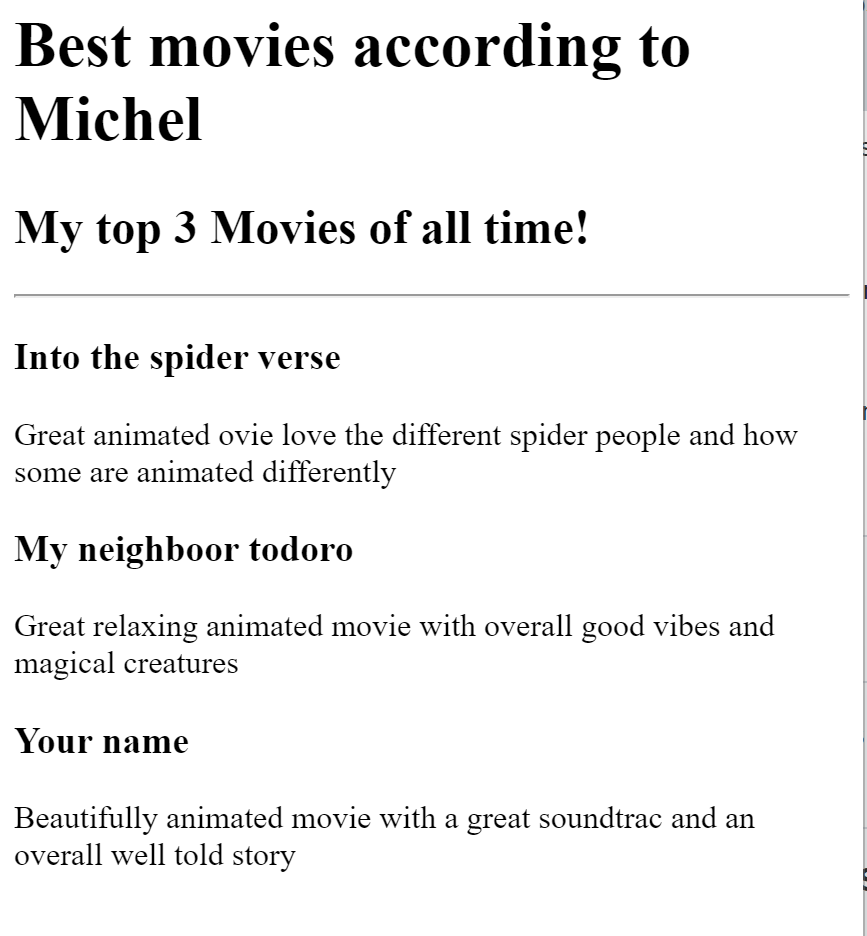 Best movies according to
Michel
My top 3 Movies of all time!
Into the spider verse
Great animated ovie love the different spider people and how
some are animated differently
My neighboor todoro
Great relaxing animated movie with overall good vibes and
magical creatures
Your name
Beautifully animated movie with a great soundtrac and an
overall well told story